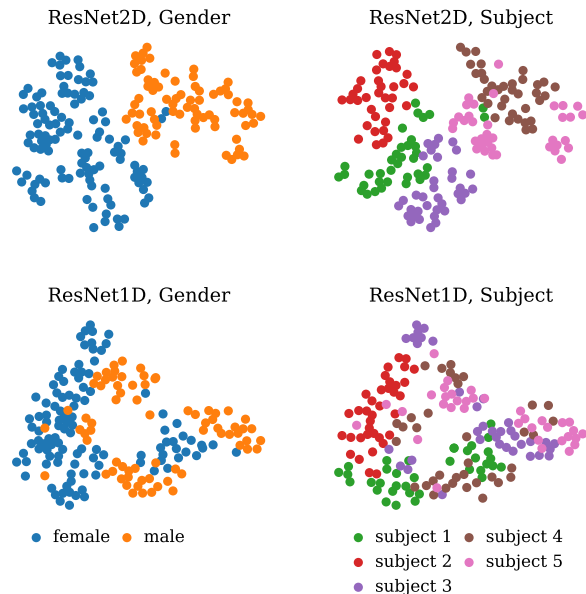 ResNet2D, Gender
ResNet2D, Subject
ResNet1D, Gender
ResNet1D, Subject
female
male
subject 1
subject 4
subject 2
subject 5
subject 3